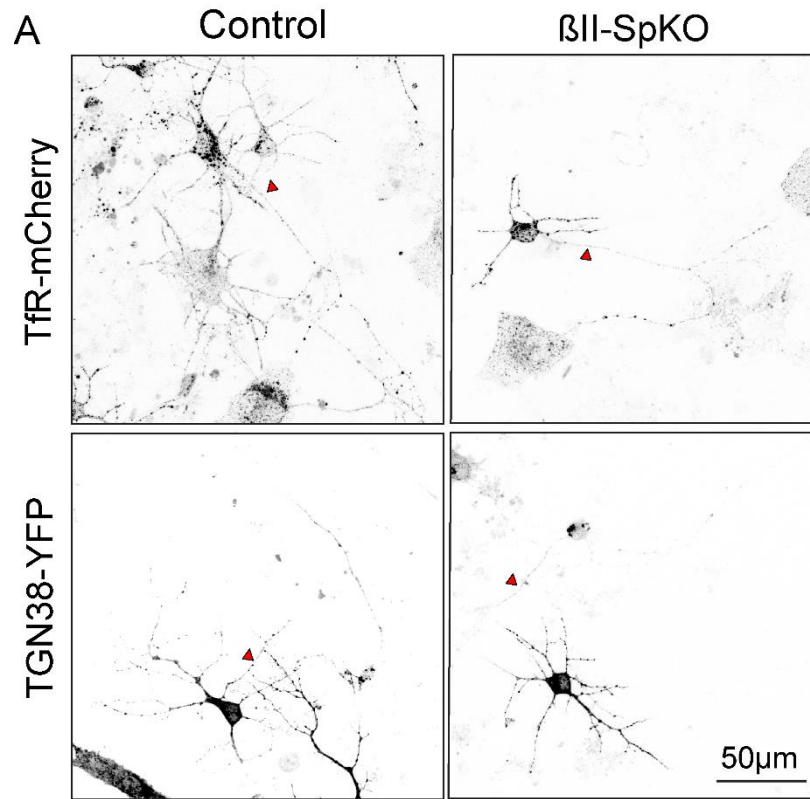 A
Control
ßII-SpKO
TfR-mCherry
TGN38-YFP
50µm